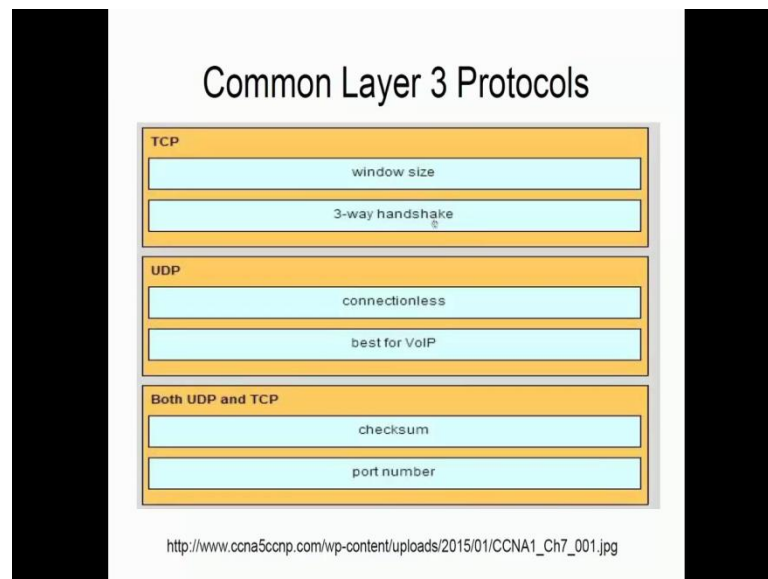 Common Layer 3 Protocols
TCP
window size
3-way handshake
UDP
connectionless
best for VoIP
Both UDP and TCP
checksum
port number
http://www.ccna5ccnp.com/wp-content/uploads/2015/01/CCNA1_Ch7_001.jpg